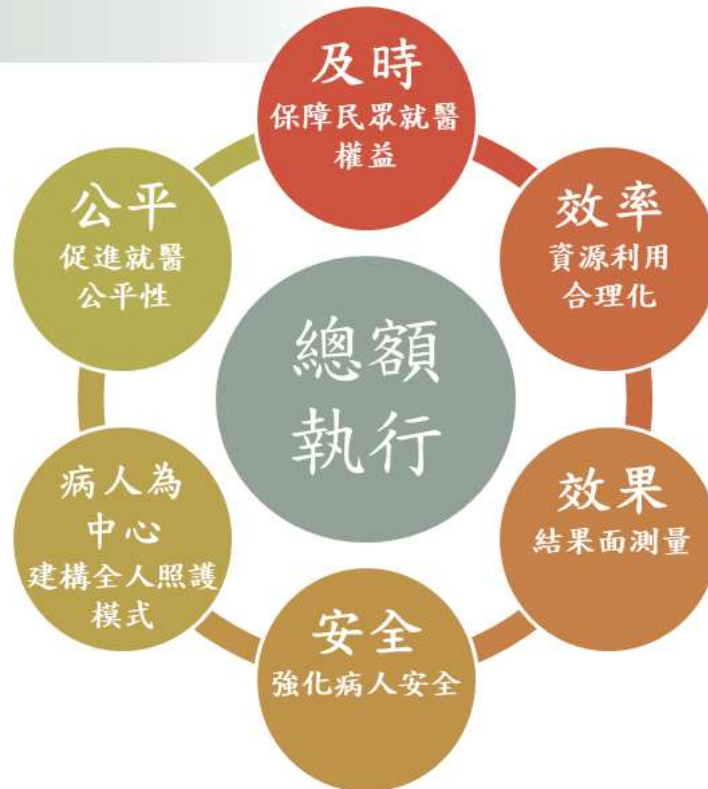 及時
保障民眾就醫
權益
效率
資源利用
合理化
效果
結果面測量
安全
強化病人安全
病人為
中心
建構全人照護
模式
公平
促進就醫
公平性
總額
執行